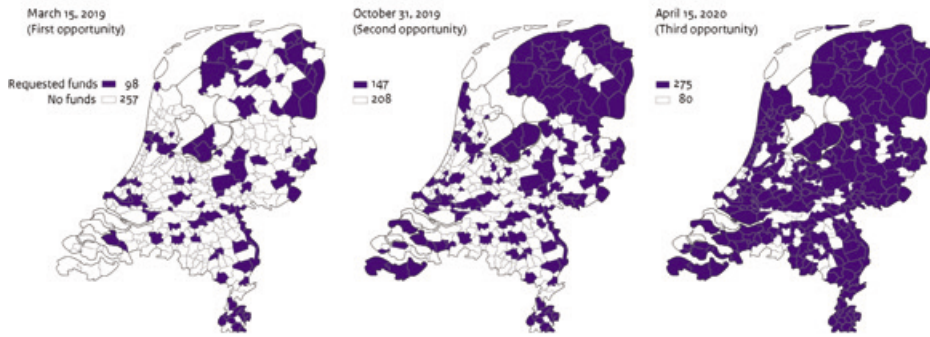 March 15, 2019
(First opportunity)
Requested funds 98
No funds 257
October 31, 2019
(Second opportunity)
147
208
April 15, 2020
(Third opportunity)
275
80